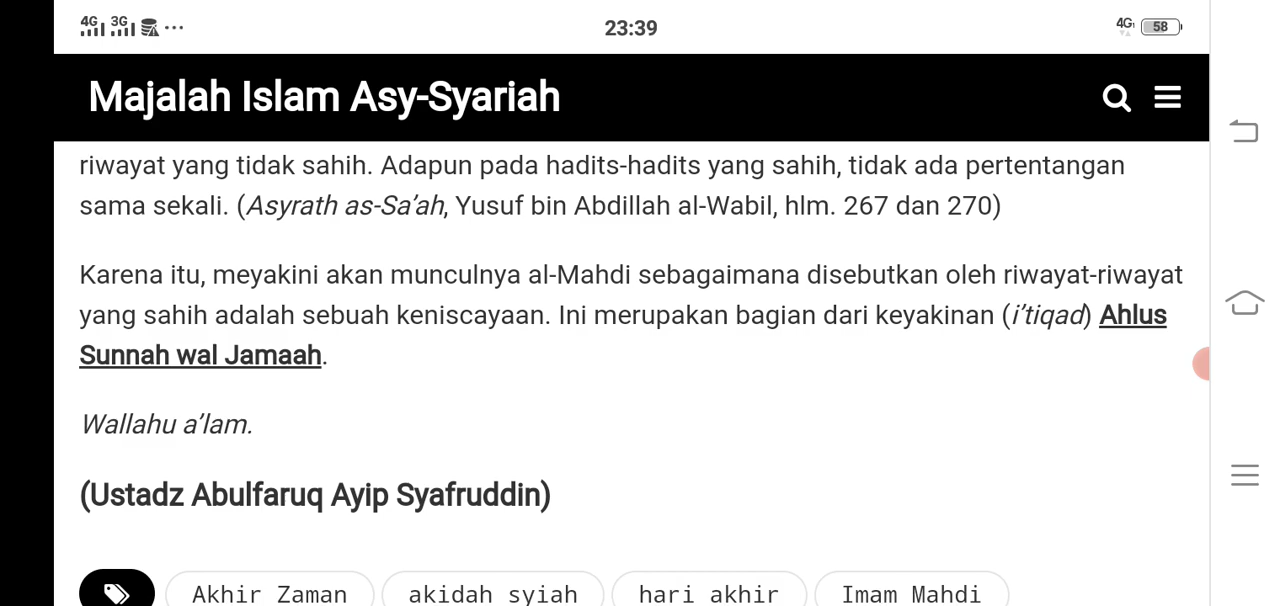 4G 3G ... 23:39 4G 58
Majalah Islam Asy-Syariah
riwayat yang tidak sahih. Adapun pada hadits-hadits yang sahih, tidak ada pertentangan
sama sekali. (Asyrath as-Sa’ah, Yusuf bin Abdillah al-Wabil, hlm. 267 dan 270)
Karena itu, meyakini akan munculnya al-Mahdi sebagaimana disebutkan oleh riwayat-riwayat
yang sahih adalah sebuah keniscayaan. Ini merupakan bagian dari keyakinan (i’tiqad) Ahlus
Sunnah wal Jamaah.
Wallahu a’lam.
(Ustadz Abulfaruq Ayip Syafruddin)
Akhir Zaman akidah syiah hari akhir Imam Mahdi